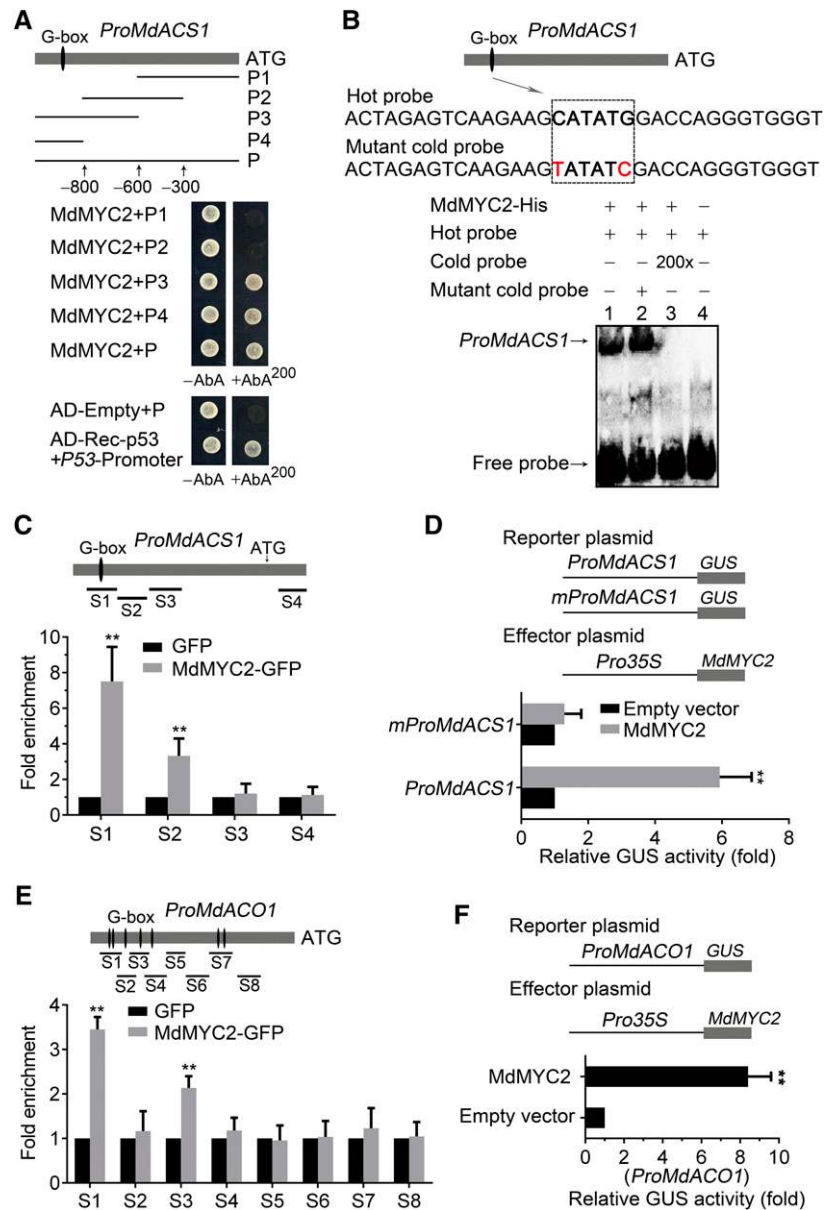 A
ProMdACS1
G-box
ATG
P1
P2
P3
P4
P
−800
−600
−300
MdMYC2+P1
MdMYC2+P2
MdMYC2+P3
MdMYC2+P4
MdMYC2+P
−AbA
+AbA200
AD-Empty+P
AD-Rec-p53
+P53-Promoter
−AbA
+AbA200
B
ProMdACS1
G-box
ATG
Hot probe
ACTAGAGTCAAGAAGCATATGGACCAGGGTGGGT
Mutant cold probe
ACTAGAGTCAAGAAGTATATCGACCAGGGTGGGT
MdMYC2-His + + + −
Hot probe + + + +
Cold probe − − 200x −
Mutant cold probe − + − −
1 2 3 4
ProMdACS1→
Free probe→
C
ProMdACS1
G-box
ATG
S1
S2
S3
S4
Fold enrichment
10
8
6
4
2
0
GFP
MdMYC2-GFP
**
**
S1 S2 S3 S4
D
Reporter plasmid
ProMdACS1 GUS
mProMdACS1 GUS
Effector plasmid
Pro35S MdMYC2
Empty vector
MdMYC2
mProMdACS1
ProMdACS1
**
0 2 4 6 8
Relative GUS activity (fold)
E
ProMdACO1
G-box
ATG
S1 S3 S5 S7
S2 S4 S6 S8
Fold enrichment
4
3
2
1
0
GFP
MdMYC2-GFP
**
**
S1 S2 S3 S4 S5 S6 S7 S8
F
Reporter plasmid
ProMdACO1 GUS
Effector plasmid
Pro35S MdMYC2
MdMYC2
**
Empty vector
0 2 4 6 8 10
(ProMdACO1)
Relative GUS activity (fold)